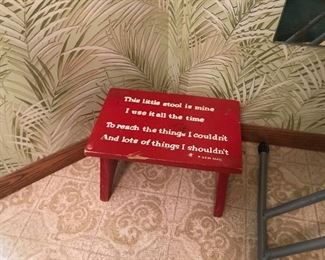 This little stool is mine
I use it all the time
To reach the things I couldn't
And lots of things I shouldn't